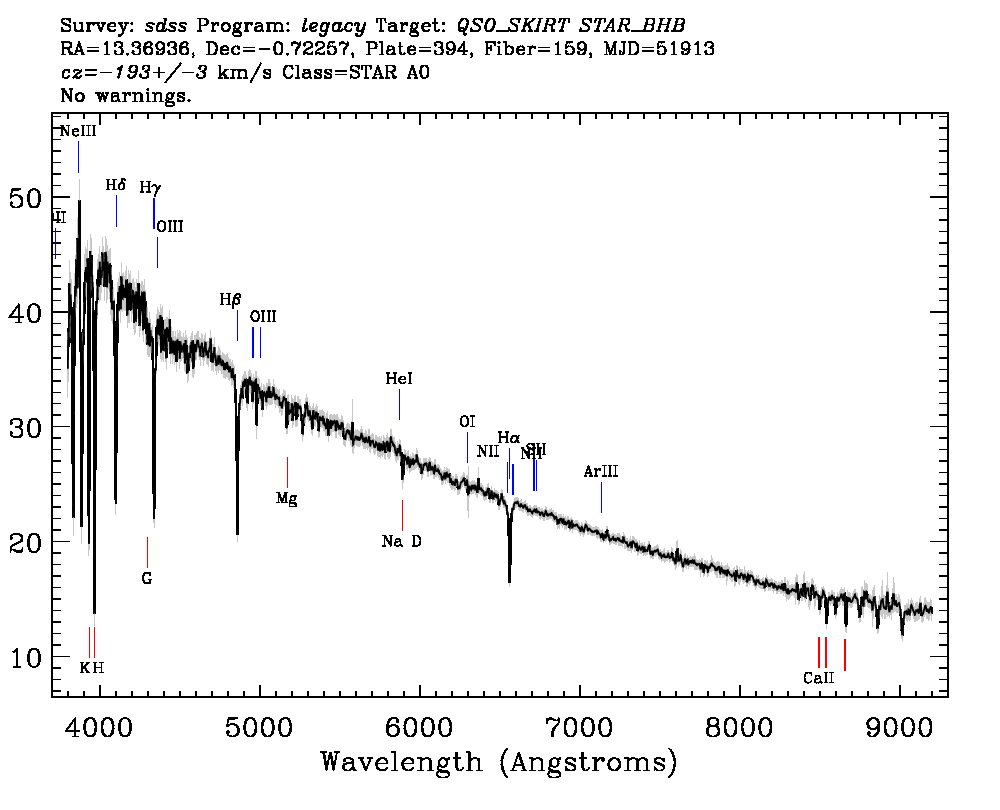 Survey: sdss Program: legacy Target: QSO_SKIRT STAR_BHB
RA=13.36936, Dec=-0.72257, Plate=394, Fiber=159, MJD=51913
cz=-193+/-3 km/s Class=STAR A0
No warnings.
NeIII
Hδ
Hγ
II
OIII
Hβ
OIII
HeI
OI
Hα
NII
NII
SII
ArIII
Mg
Na D
G
K H
CaII
50
40
30
20
10
4000 5000 6000 7000 8000 9000
Wavelength (Angstroms)